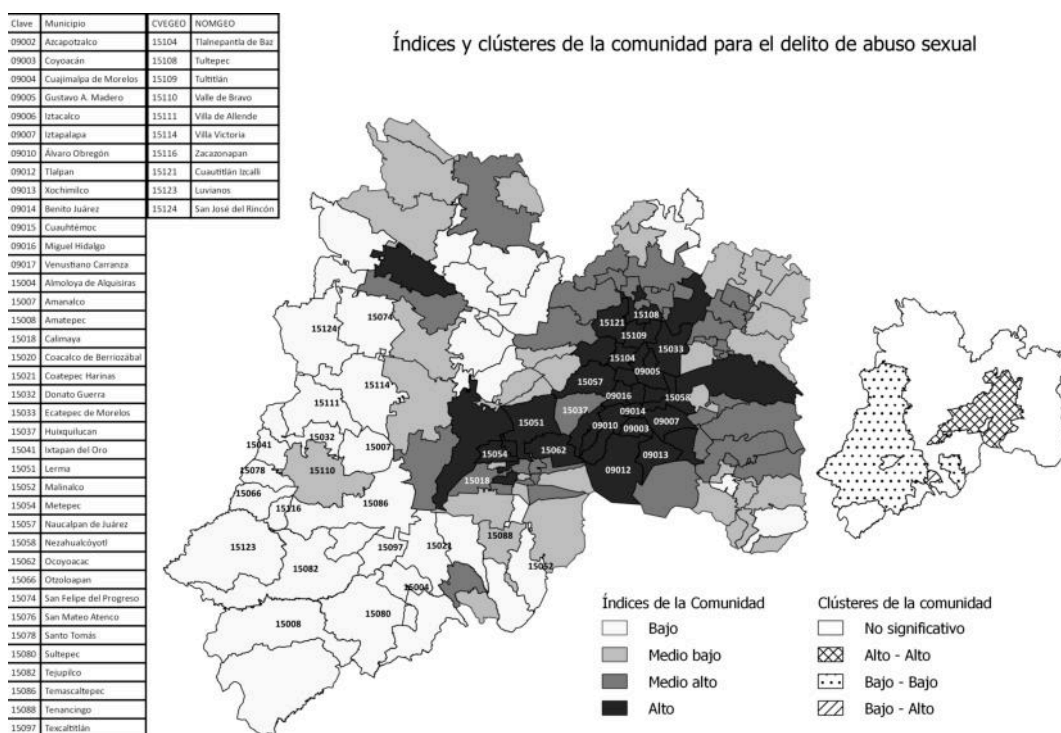 Índices y clústeres de la comunidad para el delito de abuso sexual
Clave Municipio CVEGEO NOMGEO
09002 Azcapotzalco 15104 Tlalnepantla de Baz
09003 Coyoacán 15108 Tultepec
09004 Cuajimalpa de Morelos 15109 Tultitlán
09005 Gustavo A. Madero 15110 Valle de Bravo
09006 Iztacalco 15111 Villa de Allende
09007 Iztapalapa 15114 Villa Victoria
09010 Álvaro Obregón 15116 Zacazonapan
09012 Tlalpan 15121 Cuautitlán Izcalli
09013 Xochimilco 15123 Luvianos
09014 Benito Juárez 15124 San José del Rincón
09015 Cuauhtémoc
09016 Miguel Hidalgo
09017 Venustiano Carranza
15004 Almoloya de Alquisiras
15007 Amanalco
15008 Amatepec
15018 Calimaya
15020 Coacalco de Berriozábal
15021 Coatepec Harinas
15032 Donato Guerra
15033 Ecatepec de Morelos
15037 Huixquilucan
15041 Ixtapan del Oro
15051 Lerma
15052 Malinalco
15054 Metepec
15057 Naucalpan de Juárez
15058 Nezahualcóyotl
15062 Ocoyoacac
15066 Otzoloapan
15074 San Felipe del Progreso
15076 San Mateo Atenco
15078 Santo Tomás
15080 Sultepec
15082 Tejupilco
15086 Temascaltepec
15088 Tenancingo
15097 Texcaltitlán
15121 15108
15074
15124 15109
15033
15104
09005
15114 15057
15111 09016 15058
15037 09014
15051 09010 09007
15032 09003
15041 15007 15054 15062 09013
15078 15110 09012
15018
15066
15116 15086
15088
15123 15097 15021
15082 15052
15004
15008 15080
Índices de la Comunidad
Bajo
Medio bajo
Medio alto
Alto
Clústeres de la comunidad
No significativo
Alto - Alto
Bajo - Bajo
Bajo - Alto